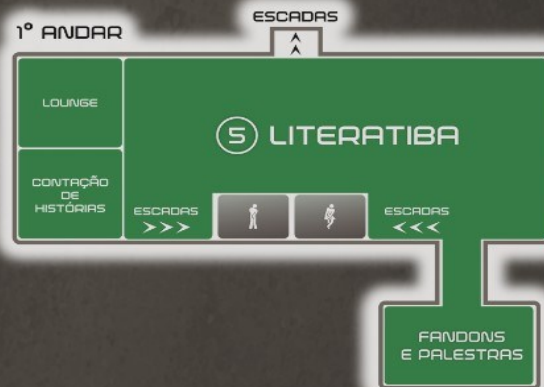 1º ANDAR
ESCADAS
LOUNGE
5 LITERATIBA
CONTAÇÃO
DE
HISTÓRIAS
ESCADAS
>>>
ESCADAS
<<<
FANDONS
E PALESTRAS